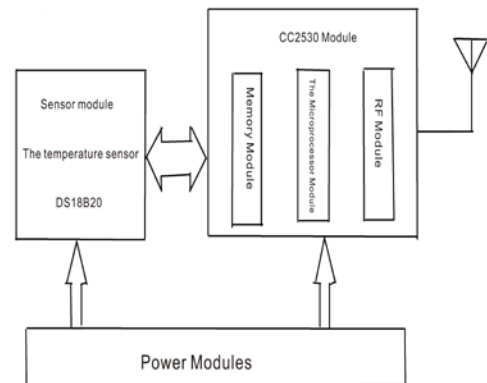 CC2530 Module
Sensor module
The temperature sensor
DS18B20
Memory Module
The Microprocessor Module
RF Module
Power Modules